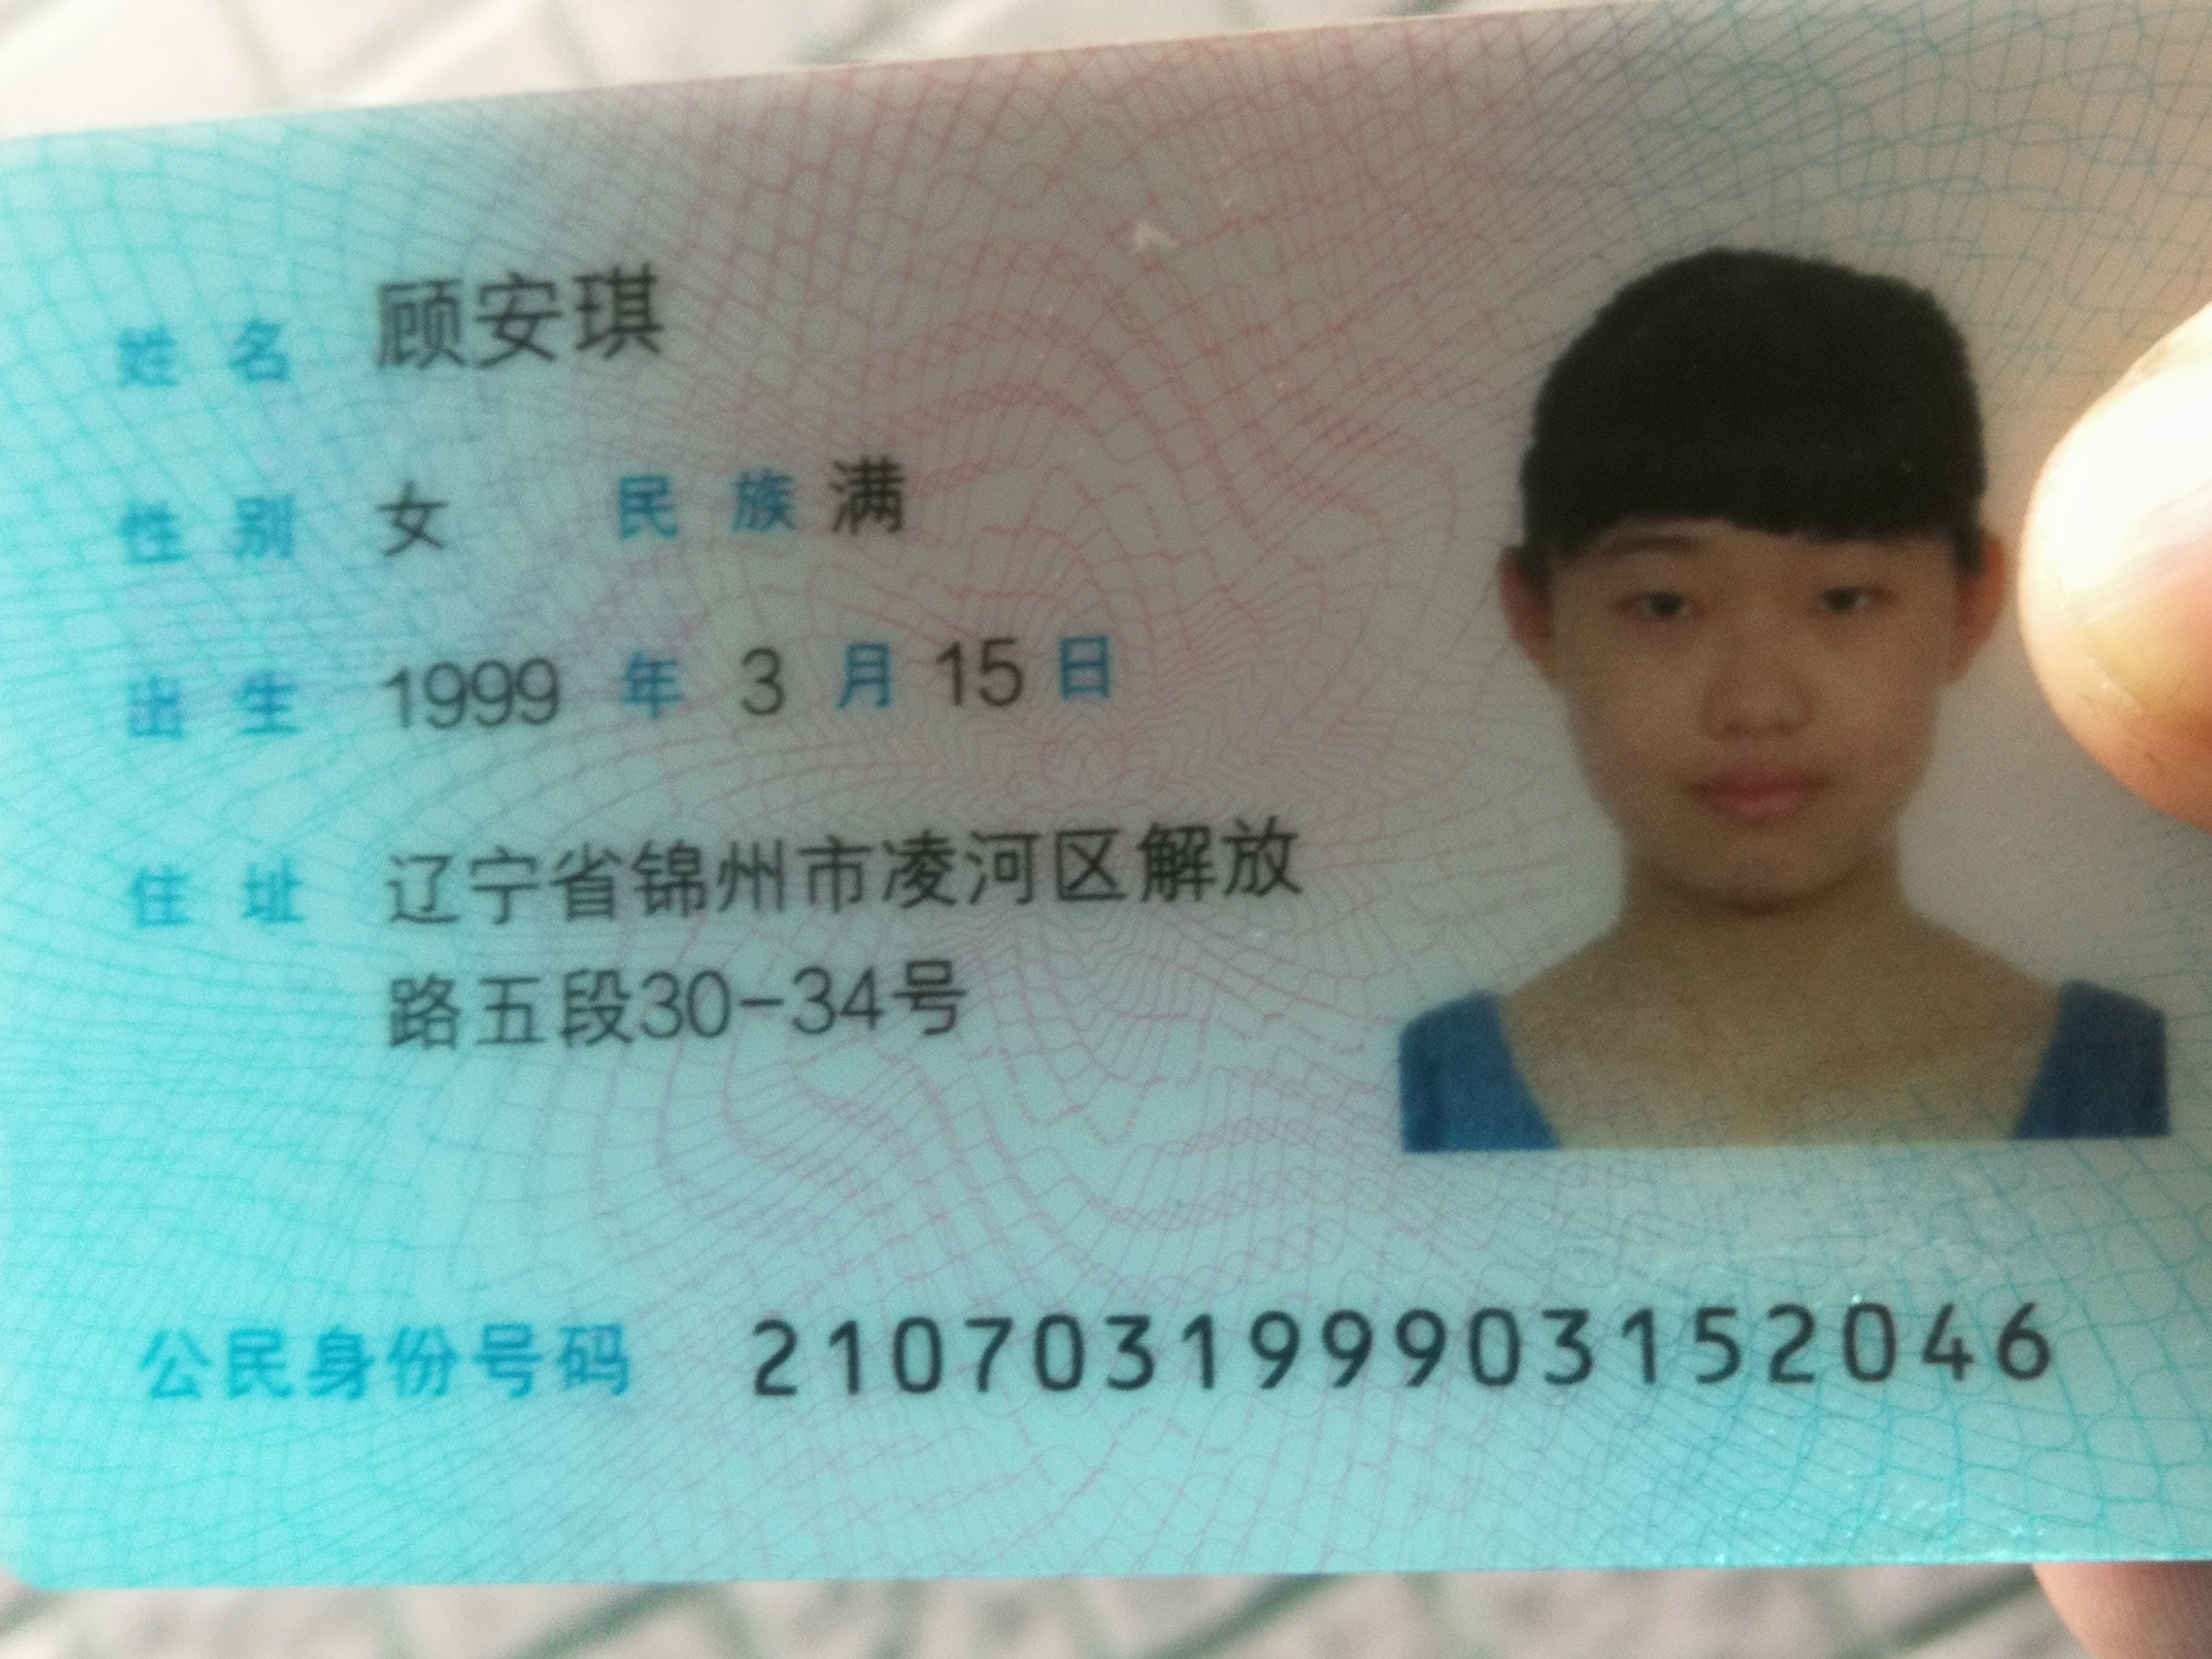 姓名 顾安琪
性别 女 民族 满
出生 1999 年 3 月 15 日
住址 辽宁省锦州市凌河区解放
路五段30-34号
公民身份号码 210703199903152046